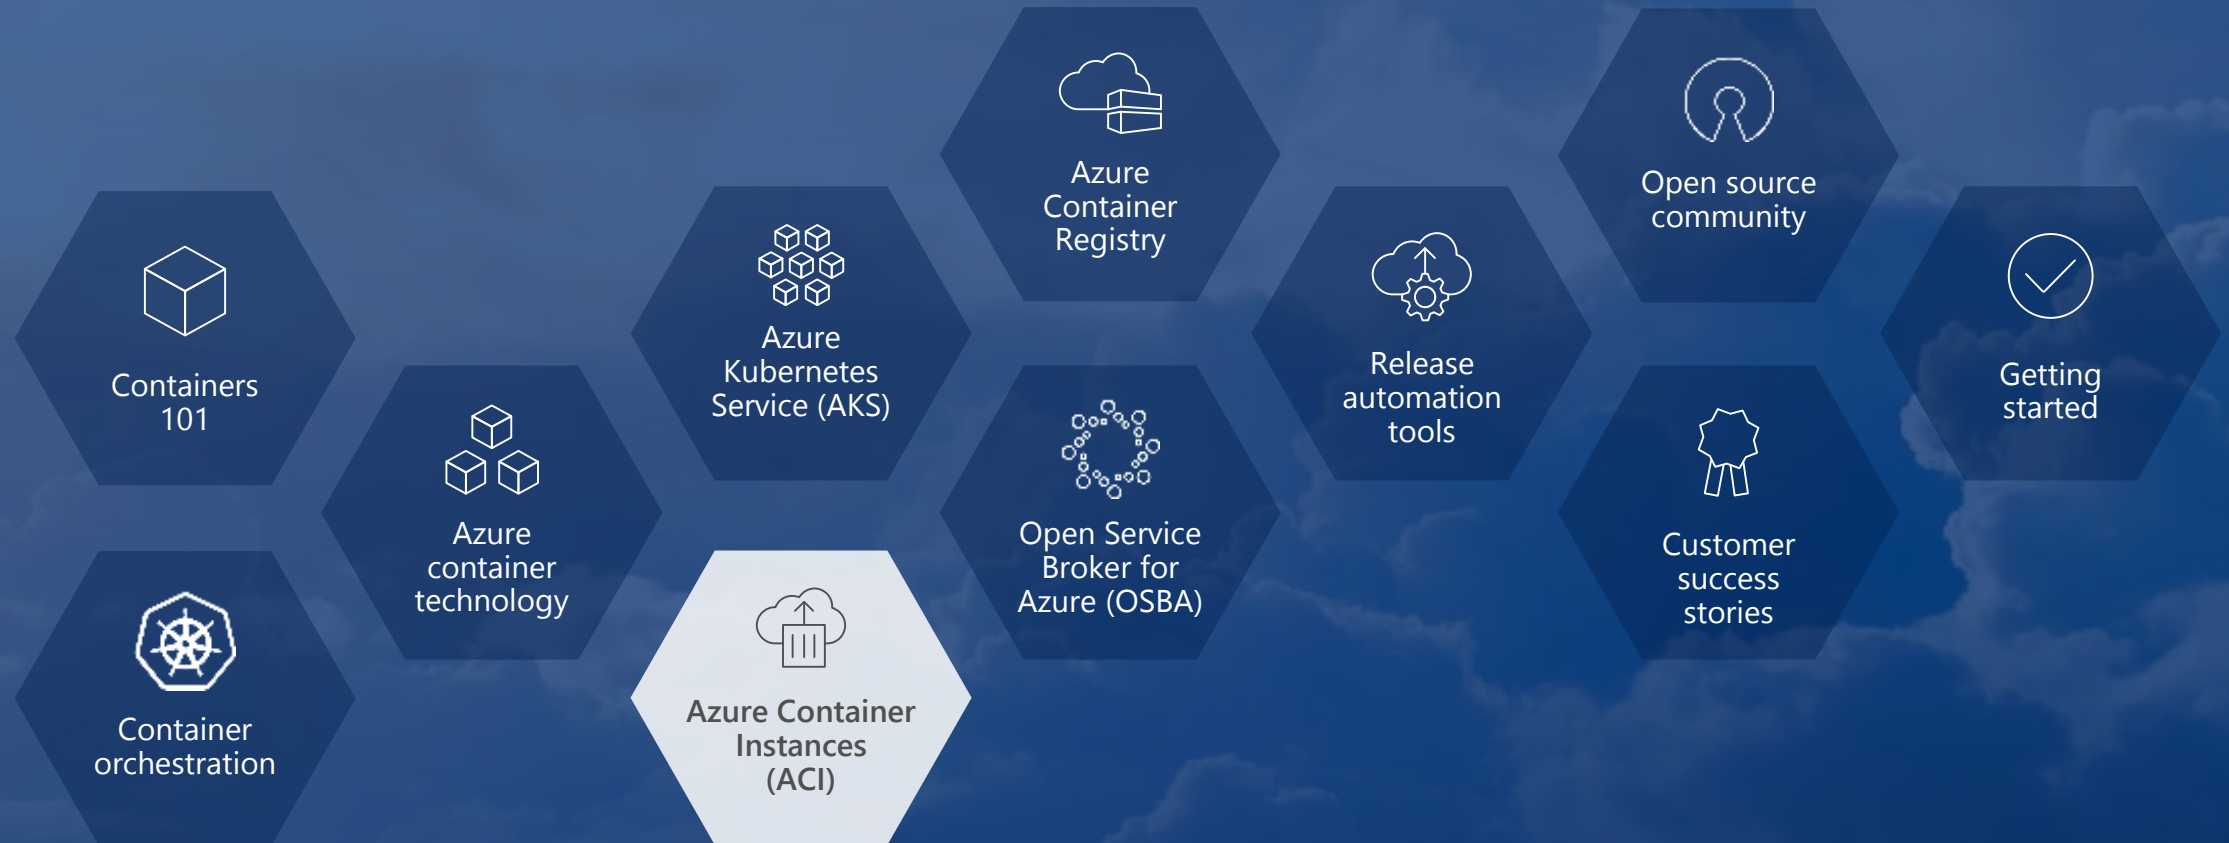 Containers
101
Container
orchestration
Azure
container
technology
Azure
Kubernetes
Service (AKS)
Azure Container
Instances
(ACI)
Azure
Container
Registry
Open Service
Broker for
Azure (OSBA)
Release
automation
tools
Open source
community
Customer
success
stories
Getting
started